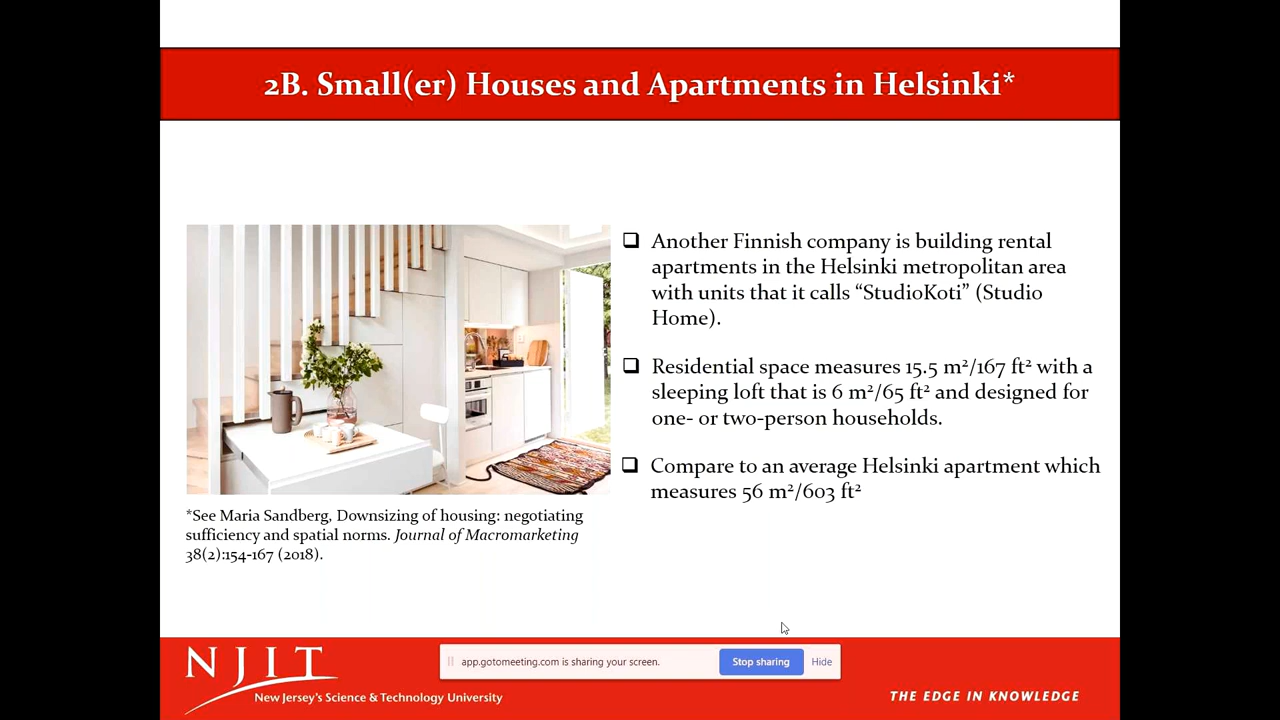 2B. Small(er) Houses and Apartments in Helsinki*
Another Finnish company is building rental
apartments in the Helsinki metropolitan area
with units that it calls “StudioKoti” (Studio
Home).
Residential space measures 15.5 m²/167 ft² with a
sleeping loft that is 6 m²/65 ft² and designed for
one- or two-person households.
Compare to an average Helsinki apartment which
measures 56 m²/603 ft²
*See Maria Sandberg, Downsizing of housing: negotiating
sufficiency and spatial norms. Journal of Macromarketing
38(2):154-167 (2018).
app.gotomeeting.com is sharing your screen.
Stop sharing
Hide
NJIT
New Jersey's Science & Technology University
THE EDGE IN KNOWLEDGE